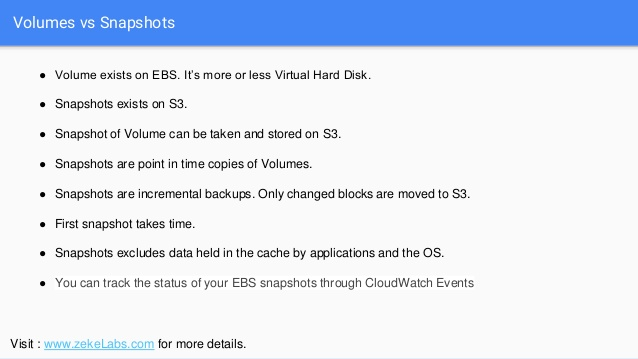 Volumes vs Snapshots
● Volume exists on EBS. It's more or less Virtual Hard Disk.
● Snapshots exists on S3.
● Snapshot of Volume can be taken and stored on S3.
● Snapshots are point in time copies of Volumes.
● Snapshots are incremental backups. Only changed blocks are moved to S3.
● First snapshot takes time.
● Snapshots excludes data held in the cache by applications and the OS.
● You can track the status of your EBS snapshots through CloudWatch Events
Visit : www.zekeLabs.com for more details.